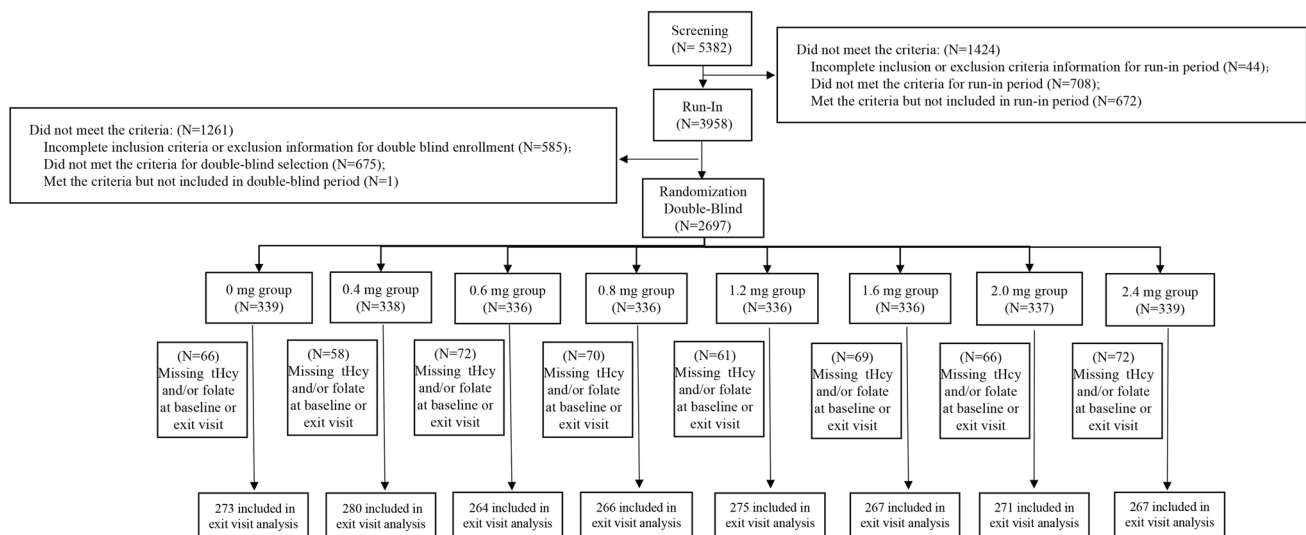 Screening
(N= 5382)
Did not meet the criteria: (N=1424)
Incomplete inclusion or exclusion criteria information for run-in period (N=44);
Did not met the criteria for run-in period (N=708);
Met the criteria but not included in run-in period (N=672)
Run-In
(N=3958)
Did not meet the criteria: (N=1261)
Incomplete inclusion criteria or exclusion information for double blind enrollment (N=585);
Did not met the criteria for double-blind selection (N=675);
Met the criteria but not included in double-blind period (N=1)
Randomization
Double-Blind
(N=2697)
0 mg group
(N=339)
0.4 mg group
(N=338)
0.6 mg group
(N=336)
0.8 mg group
(N=336)
1.2 mg group
(N=336)
1.6 mg group
(N=336)
2.0 mg group
(N=337)
2.4 mg group
(N=339)
(N=66)
Missing tHcy
and/or folate
at baseline or
exit visit
(N=58)
Missing tHcy
and/or folate
at baseline or
exit visit
(N=72)
Missing tHcy
and/or folate
at baseline or
exit visit
(N=70)
Missing tHcy
and/or folate
at baseline or
exit visit
(N=61)
Missing tHcy
and/or folate
at baseline or
exit visit
(N=69)
Missing tHcy
and/or folate
at baseline or
exit visit
(N=66)
Missing tHcy
and/or folate
at baseline or
exit visit
(N=72)
Missing tHcy
and/or folate
at baseline or
exit visit
273 included in
exit visit analysis
280 included in
exit visit analysis
264 included in
exit visit analysis
266 included in
exit visit analysis
275 included in
exit visit analysis
267 included in
exit visit analysis
271 included in
exit visit analysis
267 included in
exit visit analysis